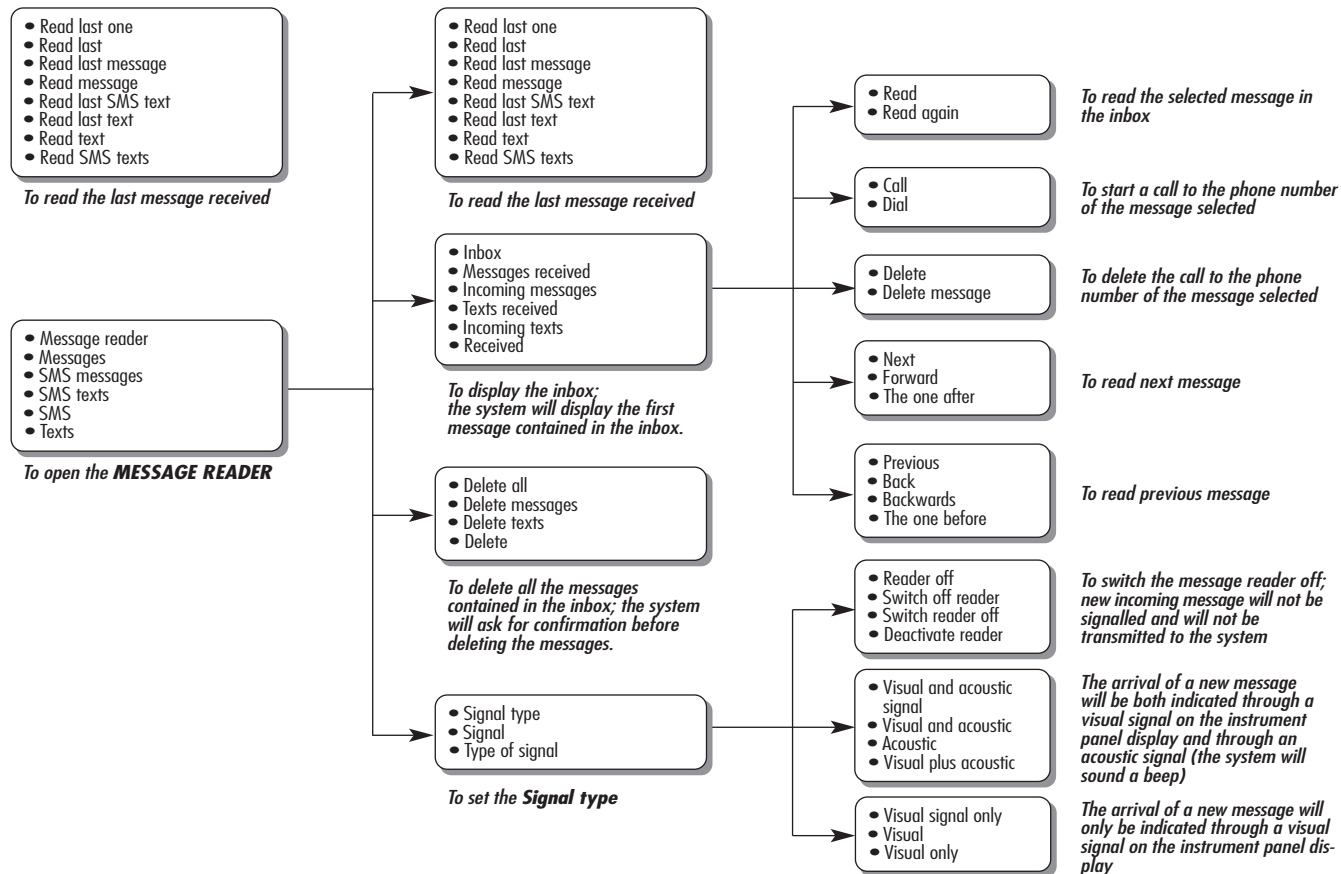 • Read last one
• Read last
• Read last message
• Read message
• Read last SMS text
• Read last text
• Read text
• Read SMS texts
To read the last message received
• Message reader
• Messages
• SMS messages
• SMS texts
• SMS
• Texts
To open the MESSAGE READER
• Read last one
• Read last
• Read last message
• Read message
• Read last SMS text
• Read last text
• Read text
• Read SMS texts
To read the last message received
• Inbox
• Messages received
• Incoming messages
• Texts received
• Incoming texts
• Received
To display the inbox;
the system will display the first
message contained in the inbox.
• Delete all
• Delete messages
• Delete texts
• Delete
To delete all the messages
contained in the inbox; the system
will ask for confirmation before
deleting the messages.
• Signal type
• Signal
• Type of signal
To set the Signal type
• Read
• Read again
To read the selected message in
the inbox
• Call
• Dial
To start a call to the phone number
of the message selected
• Delete
• Delete message
To delete the call to the phone
number of the message selected
• Next
• Forward
• The one after
To read next message
• Previous
• Back
• Backwards
• The one before
To read previous message
• Reader off
• Switch off reader
• Switch reader off
• Deactivate reader
To switch the message reader off;
new incoming message will not be
signalled and will not be
transmitted to the system
• Visual and acoustic
signal
• Visual and acoustic
• Acoustic
• Visual plus acoustic
The arrival of a new message
will be both indicated through a
visual signal on the instrument
panel display and through an
acoustic signal (the system will
sound a beep)
• Visual signal only
• Visual
• Visual only
The arrival of a new message will
only be indicated through a visual
signal on the instrument panel dis-
play